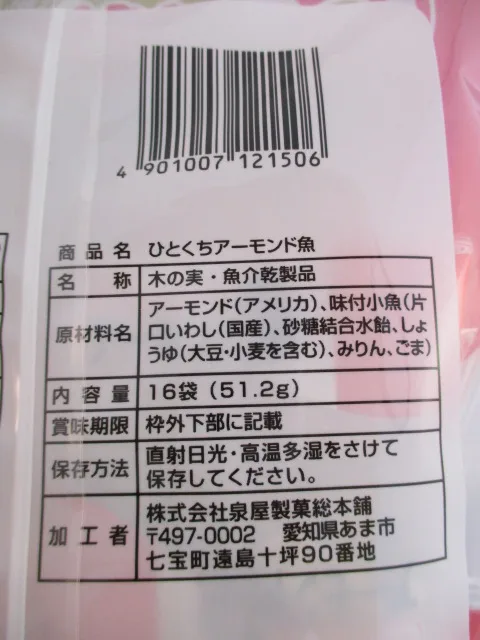 4 901007 121506
商品名 ひとくちアーモンド魚
名称 木の実・魚介乾製品
原材料名 アーモンド(アメリカ)、味付小魚(片
口いわし(国産)、砂糖結合水飴、しょ
うゆ(大豆・小麦を含む)、みりん、ごま)
内容量 16袋(51.2g)
賞味期限 枠外下部に記載
保存方法 直射日光・高温多湿をさけて
保存してください。
加工者 株式会社泉屋製菓総本舗
〒497-0002 愛知県あま市
七宝町遠島十坪90番地